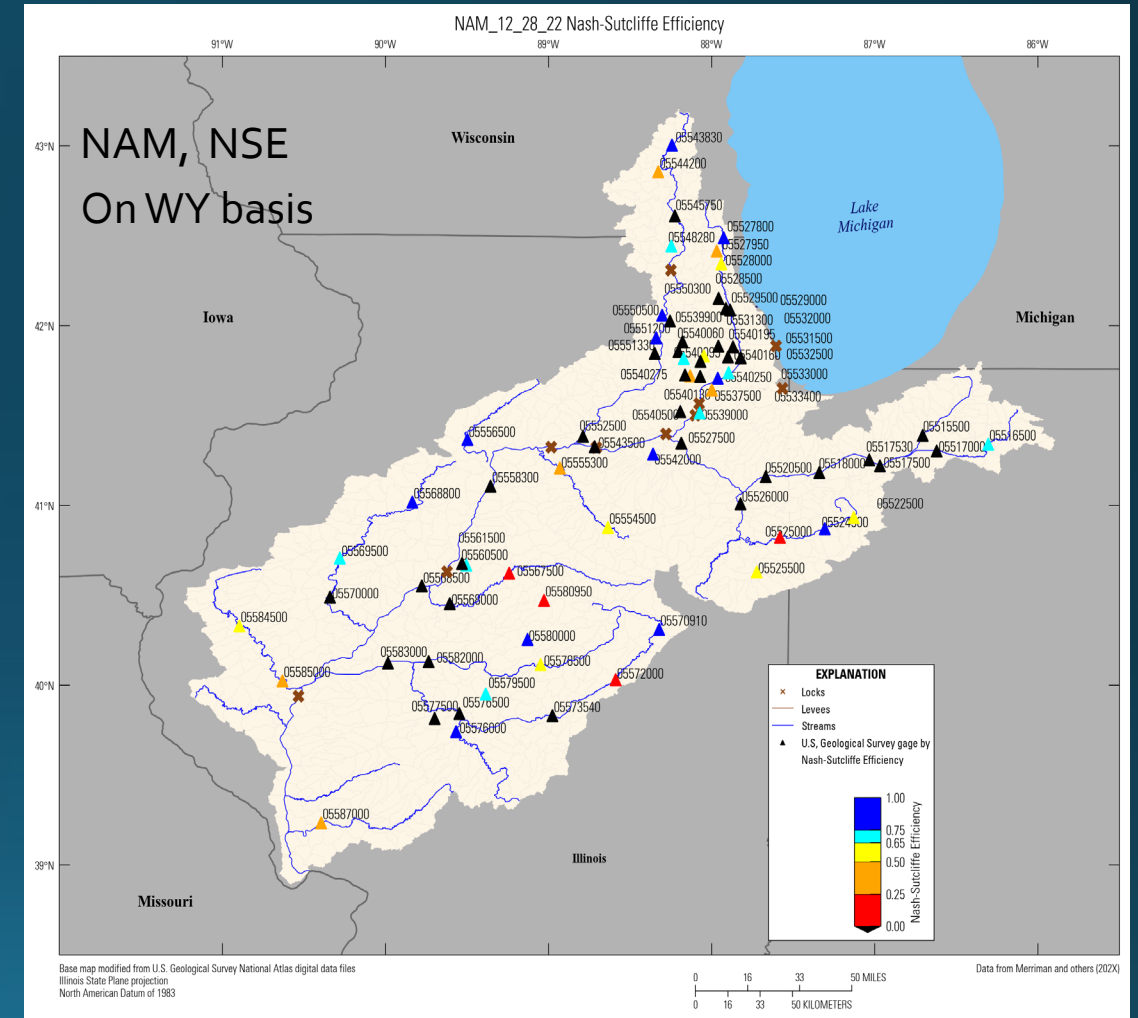 NAM_12_28_22 Nash-Sutcliffe Efficiency
91°W 90°W 89°W 88°W 87°W 86°W
NAM, NSE
On WY basis
43°N
42°N
41°N
40°N
39°N
Wisconsin
Lake
Michigan
Iowa
Michigan
Illinois
Missouri
05543830
05544200
05545750
05527800
05548280
05527950
05528000
05528500
05550300
05529500
05529000
05550500
05539900
05531300
05532000
05551200
05540060
05540195
05531500
05551330
05540160
05532500
05540275
05540250
05533000
05537500
05533400
05540500
05539000
05556500
05552500
05543500
05527500
05515500
05516500
05542000
05517530
05517000
05555300
05518000
05517500
05558300
05520500
05568800
05526000
05522500
05554500
05525000
05561500
05569500
05560500
05567500
05525500
05570000
05580950
05584500
05580000
05570910
05583000
05582000
05578500
05585000
05579500
05572000
05577500
05573540
05576000
05587000
EXPLANATION
Locks
Levees
Streams
U.S, Geological Survey gage by
Nash-Sutcliffe Efficiency
1.00
0.75
0.65
0.50
0.25
0.00
Nash-Sutcliffe Efficiency
Base map modified from U.S. Geological Survey National Atlas digital data files
Illinois State Plane projection
North American Datum of 1983
0 16 33 50 MILES
0 16 33 50 KILOMETERS
Data from Merriman and others (202X)